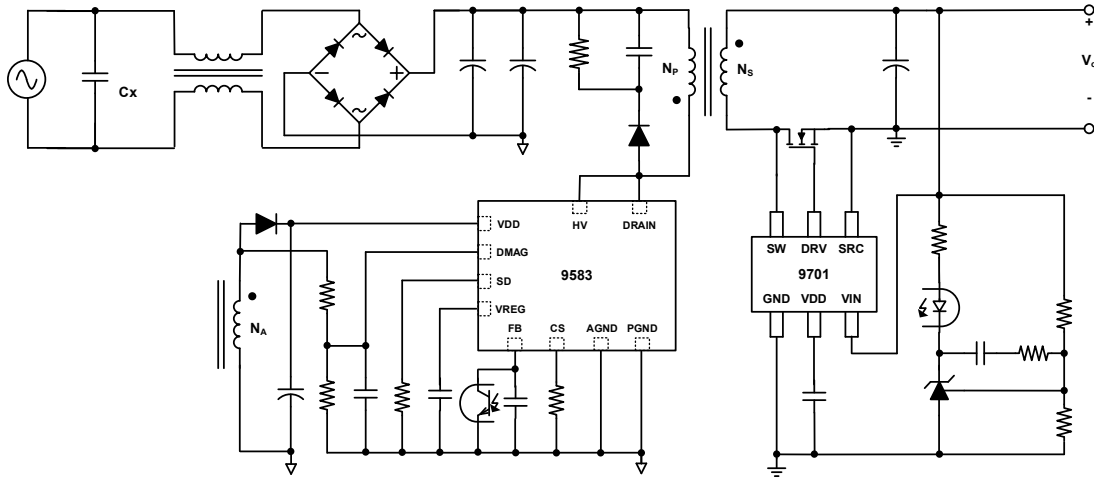 Cx
~
−
+
~
NP
NS
+
-
VDD
HV
DRAIN
DMAG
9583
SD
VREG
FB
CS
AGND
PGND
NA
SW
DRV
SRC
9701
GND
VDD
VIN